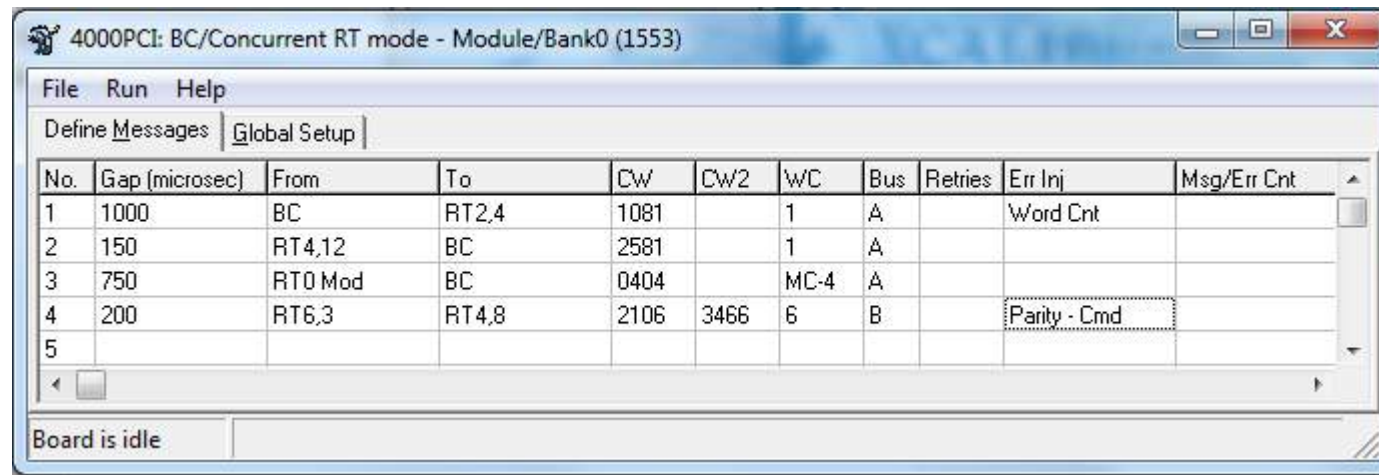 4000PCI: BC/Concurrent RT mode - Module/Bank0 (1553)
File Run Help
Define Messages Global Setup
No. Gap (microsec) From To CW CW2 WC Bus Retries Err Inj Msg/Err Cnt
1 1000 BC RT2,4 1081 1 A Word Cnt
2 150 RT4,12 BC 2581 1 A
3 750 RT0 Mod BC 0404 MC-4 A
4 200 RT6,3 RT4,8 2106 3466 6 B Parity - Cmd
5
Board is idle